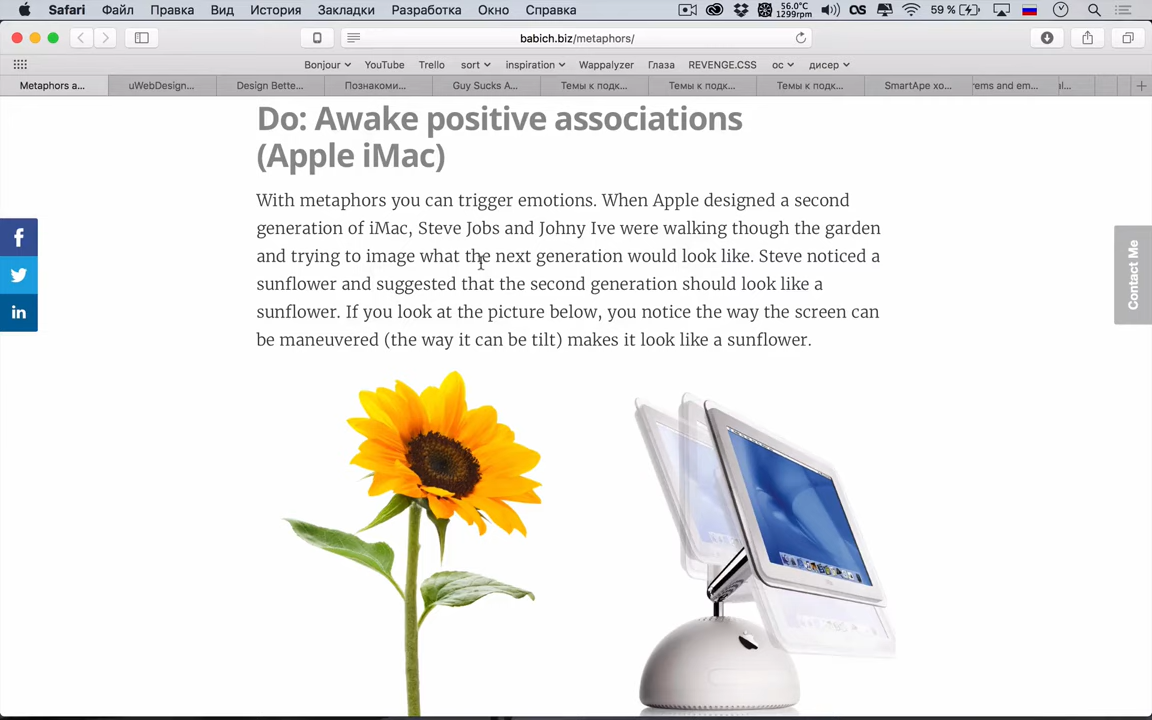 Safari Файл Правка Вид История Закладки Разработка Окно Справка 56.0°C 1299rpm 59 %
babich.biz/metaphors/
Bonjour YouTube Trello sort inspiration Wappalyzer Глаза REVENGE.CSS ос дисер
Metaphors a... uWebDesign... Design Bette... Познакоми... Guy Sucks A... Темы к подк... Темы к подк... Темы к подк... SmartApe хо... rems and em...
Do: Awake positive associations
(Apple iMac)
With metaphors you can trigger emotions. When Apple designed a second
generation of iMac, Steve Jobs and Johny Ive were walking though the garden
and trying to image what the next generation would look like. Steve noticed a
sunflower and suggested that the second generation should look like a
sunflower. If you look at the picture below, you notice the way the screen can
be maneuvered (the way it can be tilt) makes it look like a sunflower.
f
in
Contact Me